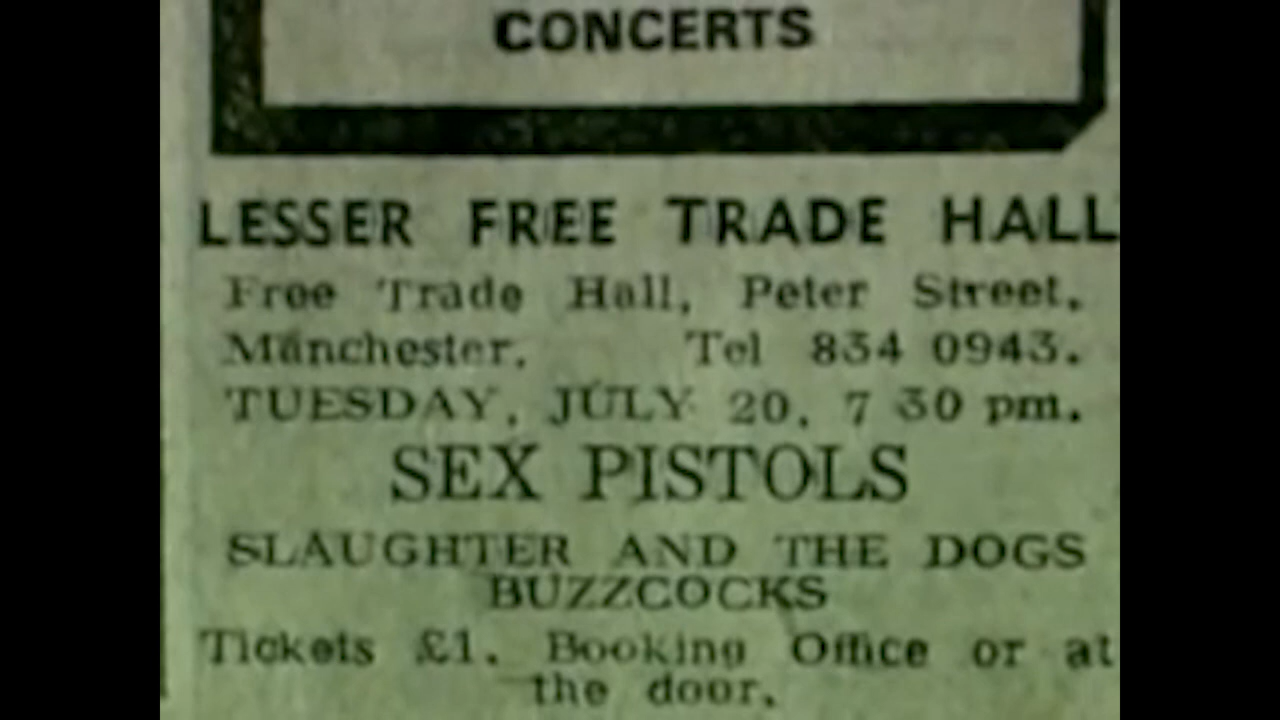 CONCERTS
LESSER FREE TRADE HALL
Free Trade Hall, Peter Street,
Manchester. Tel 834 0943.
TUESDAY, JULY 20, 7 30 pm.
SEX PISTOLS
SLAUGHTER AND THE DOGS
BUZZCOCKS
Tickets £1. Booking Office or at
the door.